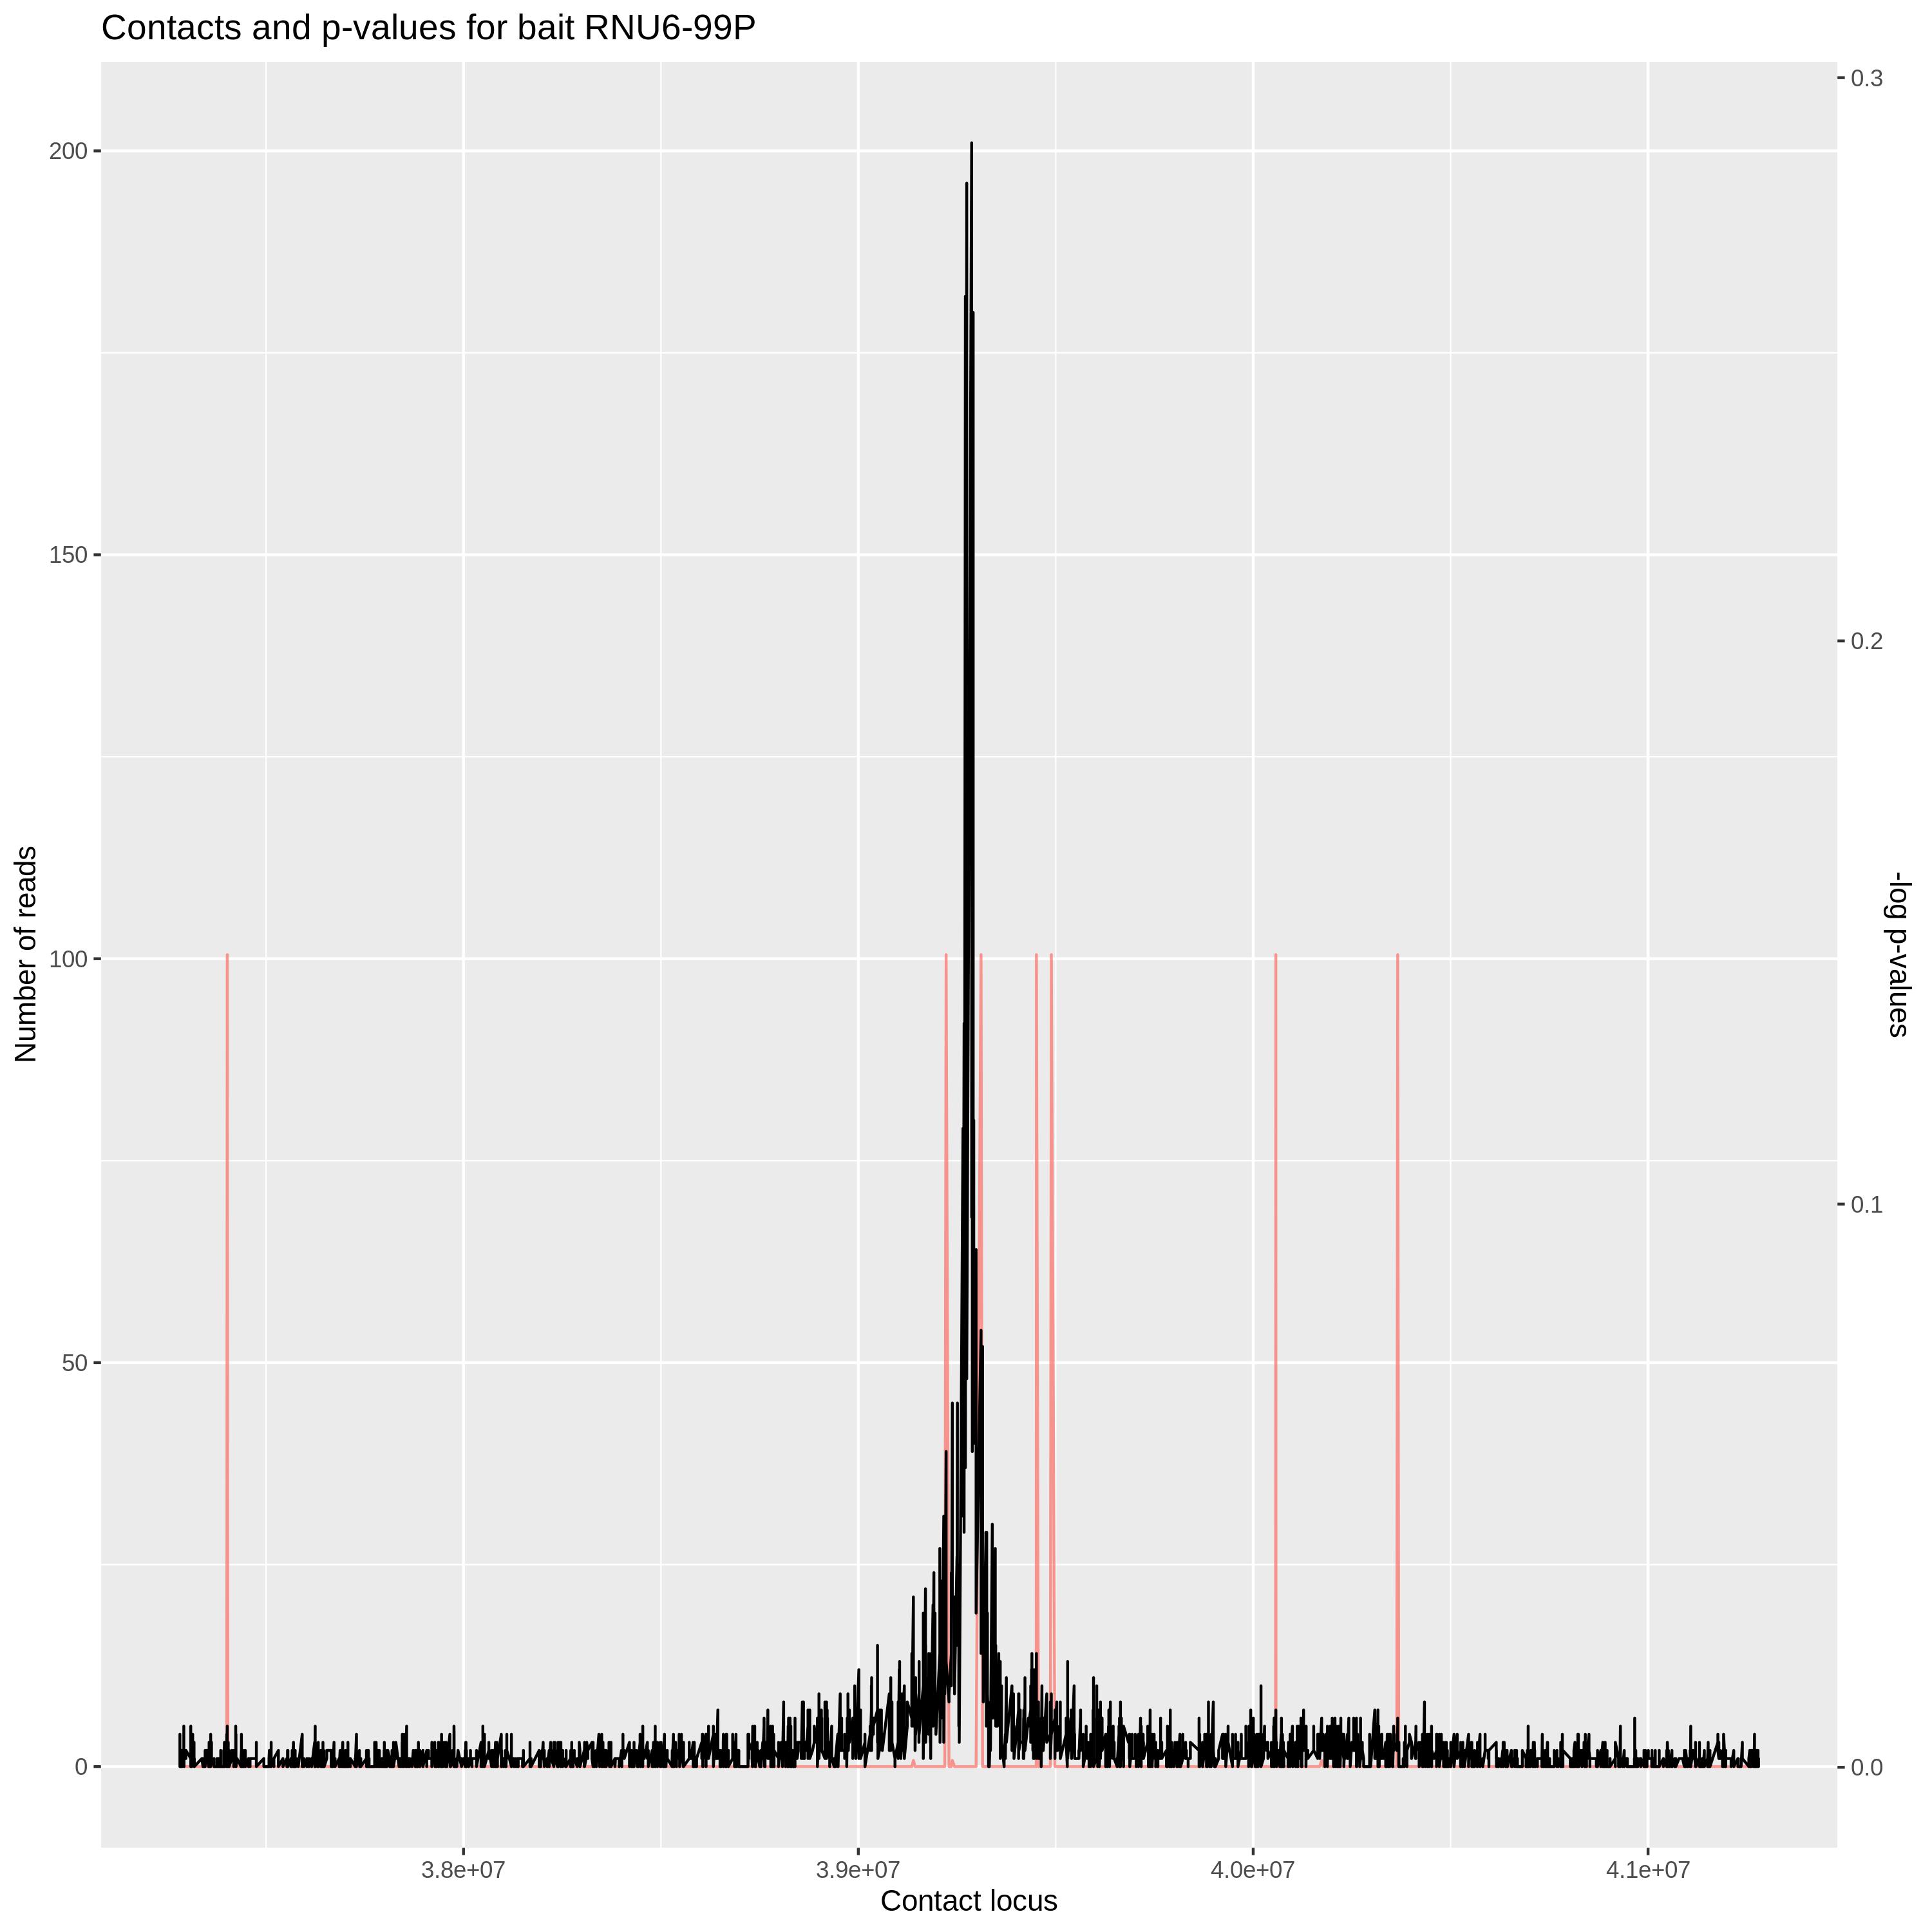 Contacts and p-values for bait RNU6-99P
200
150
100
50
0
Number of reads
0.3
0.2
0.1
0.0
-log p-values
3.8e+07
3.9e+07
4.0e+07
4.1e+07
Contact locus